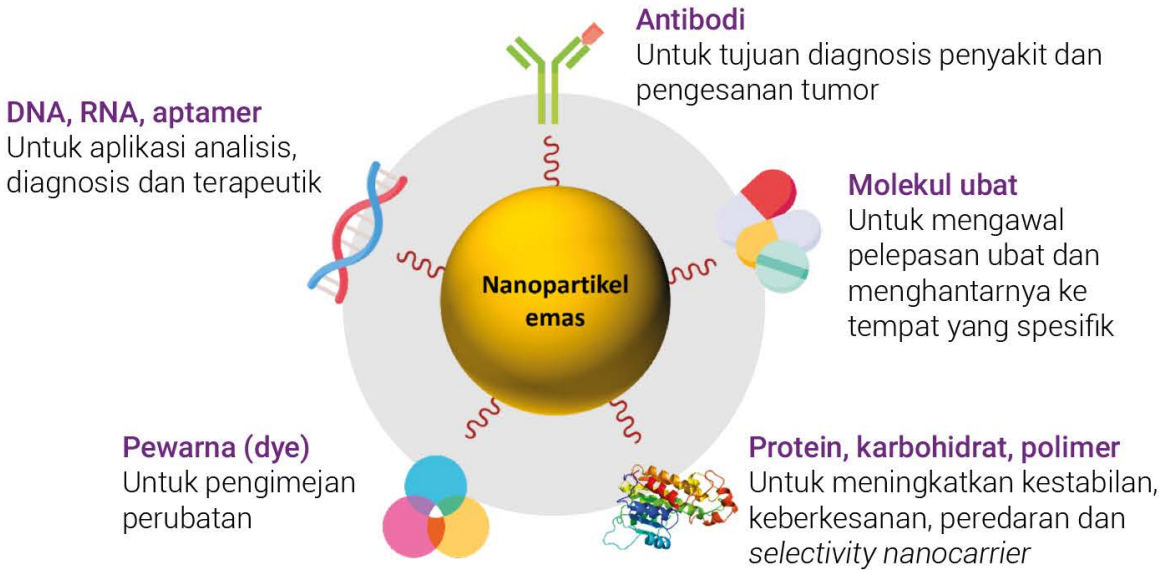 Antibodi
Untuk tujuan diagnosis penyakit dan
pengesanan tumor
DNA, RNA, aptamer
Untuk aplikasi analisis,
diagnosis dan terapeutik
Molekul ubat
Untuk mengawal
pelepasan ubat dan
menghantarnya ke
tempat yang spesifik
Nanopartikel
emas
Pewarna (dye)
Untuk pengimejan
perubatan
Protein, karbohidrat, polimer
Untuk meningkatkan kestabilan,
keberkesanan, peredaran dan
selectivity nanocarrier